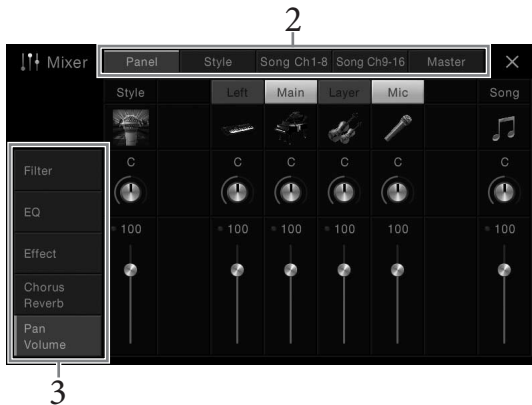 2
Mixer Panel Style Song Ch1-8 Song Ch9-16 Master
Style Left Main Layer Mic Song
C C C C C C
100 100 100 100 100 100
Filter
EQ
Effect
Chorus
Reverb
Pan
Volume
3